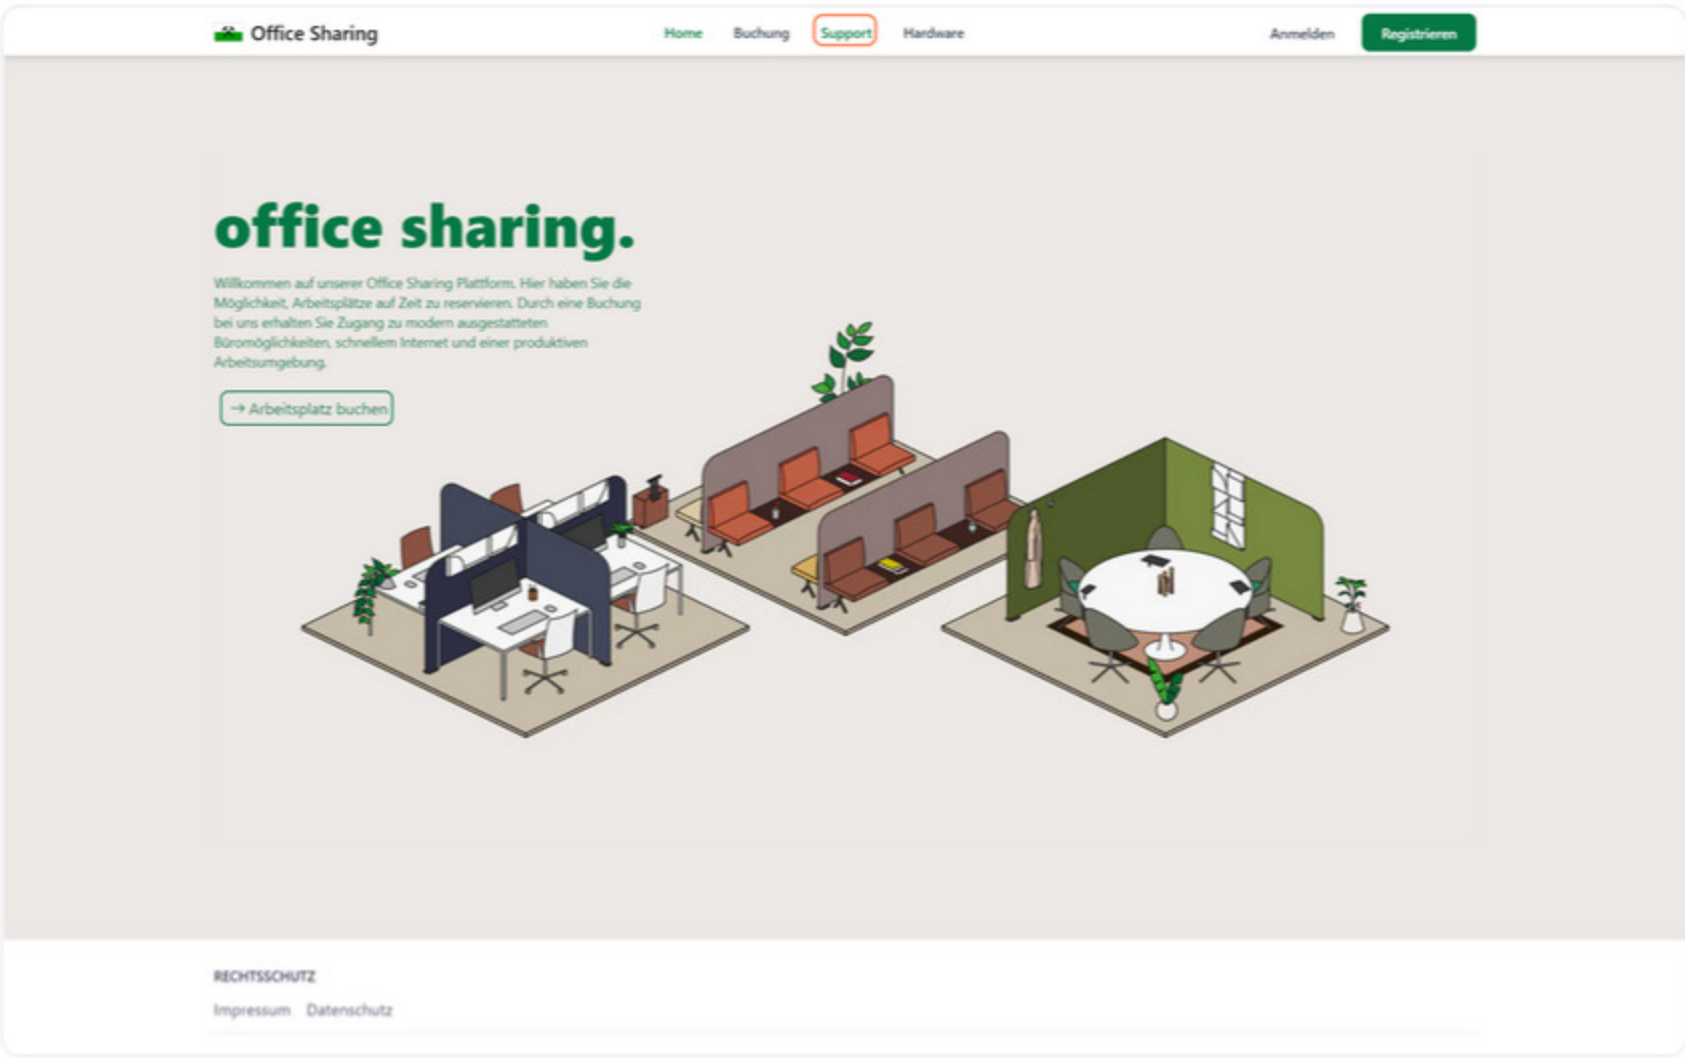 Office Sharing
Home
Buchung
Support
Hardware
Anmelden
Registrieren
office sharing.
Willkommen auf unserer Office Sharing Plattform. Hier haben Sie die
Möglichkeit, Arbeitsplätze auf Zeit zu reservieren. Durch eine Buchung
bei uns erhalten Sie Zugang zu modern ausgestatteten
Büromöglichkeiten, schnellem Internet und einer produktiven
Arbeitsumgebung.
→ Arbeitsplatz buchen
RECHTSSCHUTZ
Impressum Datenschutz